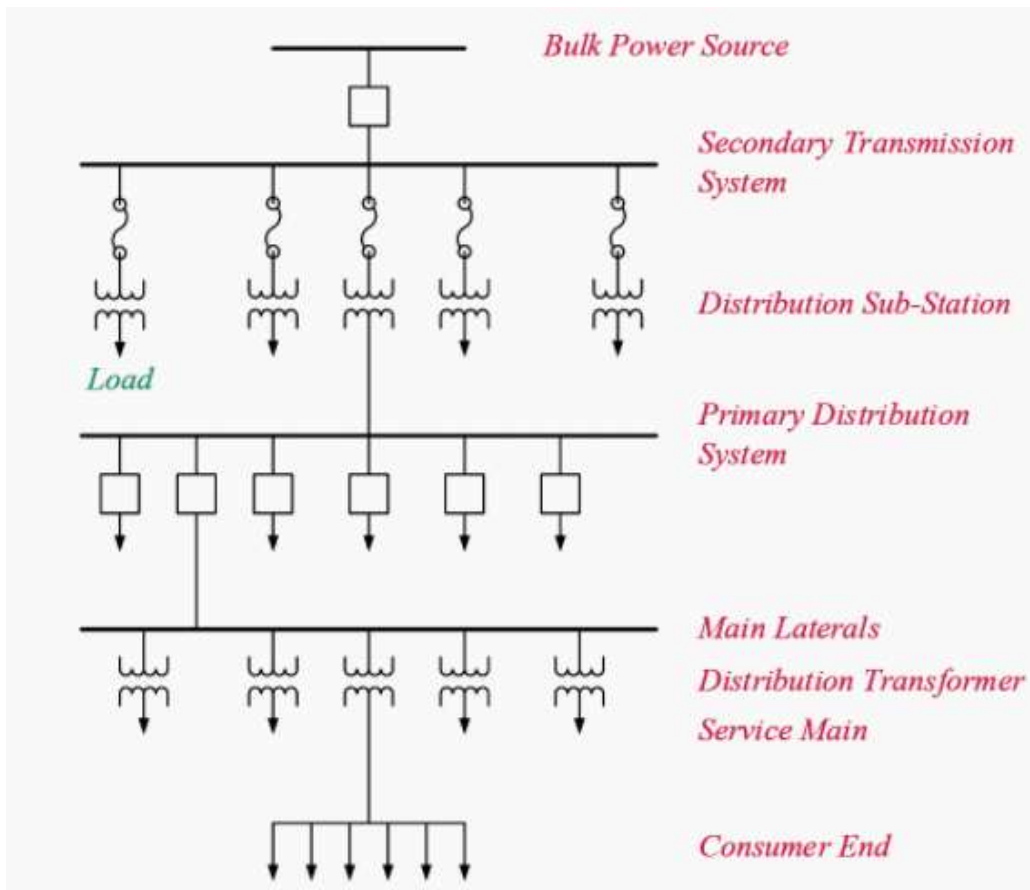 Bulk Power Source
Secondary Transmission
System
Distribution Sub-Station
Load
Primary Distribution
System
Main Laterals
Distribution Transformer
Service Main
Consumer End